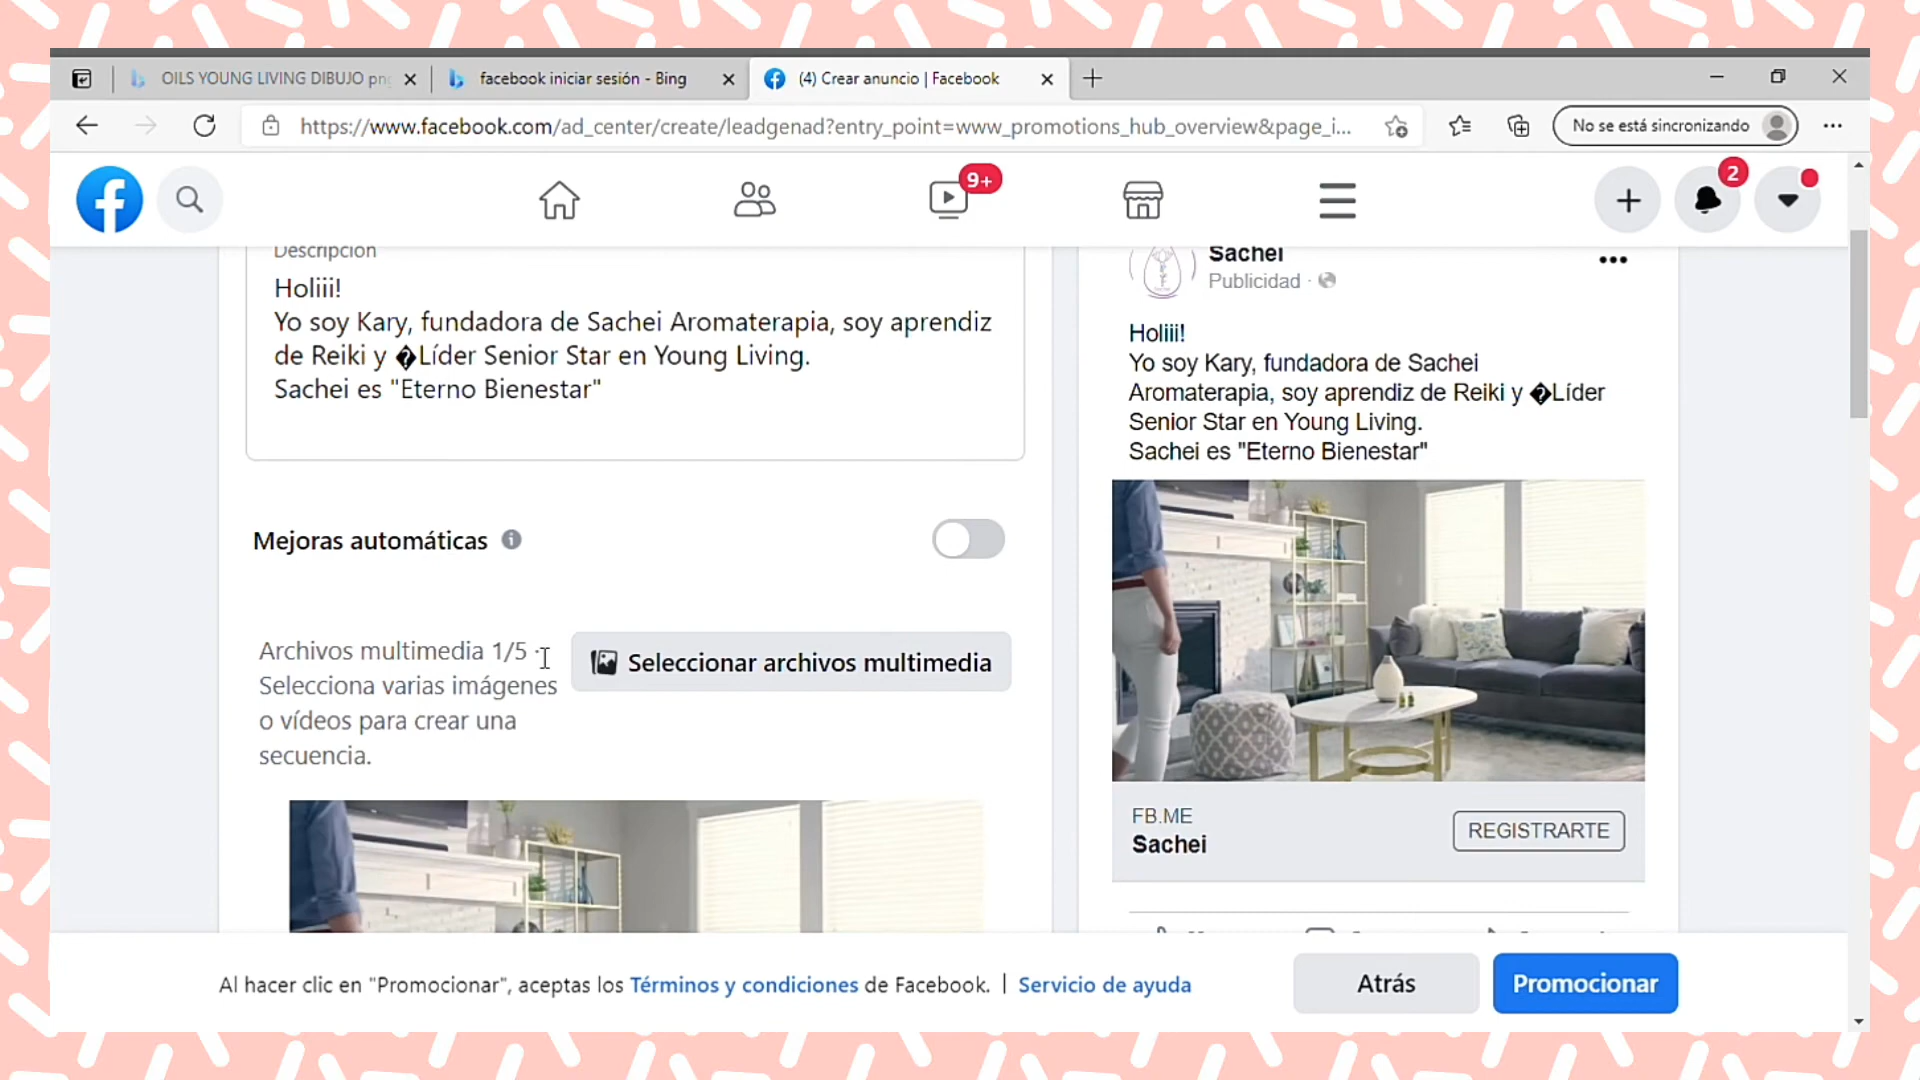 OILS YOUNG LIVING DIBUJO pn
facebook iniciar sesión - Bing
(4) Crear anuncio | Facebook
https://www.facebook.com/ad_center/create/leadgenad?entry_point=www_promotions_hub_overview&page_i...
No se está sincronizando
9+
2
Descripción
Holiii!
Yo soy Kary, fundadora de Sachei Aromaterapia, soy aprendiz
de Reiki y �Líder Senior Star en Young Living.
Sachei es "Eterno Bienestar"
Mejoras automáticas
Archivos multimedia 1/5 ·
Selecciona varias imágenes
o vídeos para crear una
secuencia.
Seleccionar archivos multimedia
Sachei
Publicidad ·
Holiii!
Yo soy Kary, fundadora de Sachei
Aromaterapia, soy aprendiz de Reiki y �Líder
Senior Star en Young Living.
Sachei es "Eterno Bienestar"
FB.ME
Sachei
REGISTRARTE
Al hacer clic en "Promocionar", aceptas los Términos y condiciones de Facebook. | Servicio de ayuda
Atrás
Promocionar